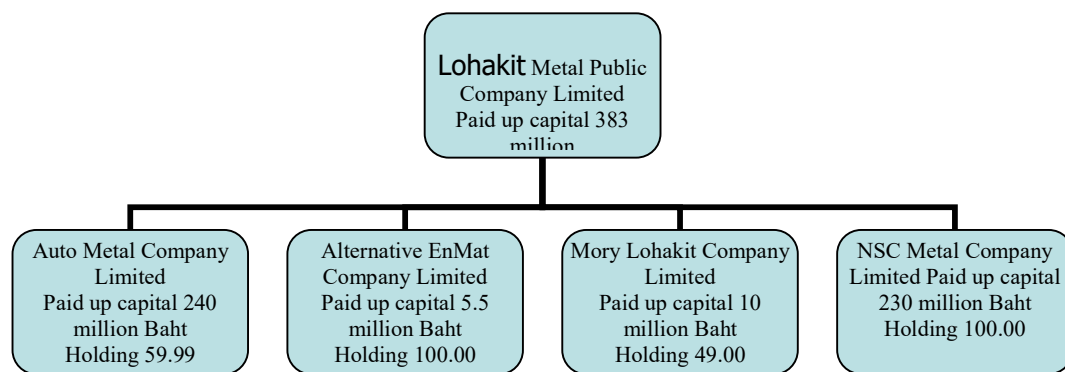 Lohakit Metal Public
Company Limited
Paid up capital 383
million
Auto Metal Company
Limited
Paid up capital 240
million Baht
Holding 59.99
Alternative EnMat
Company Limited
Paid up capital 5.5
million Baht
Holding 100.00
Mory Lohakit Company
Limited
Paid up capital 10
million Baht
Holding 49.00
NSC Metal Company
Limited Paid up capital
230 million Baht
Holding 100.00